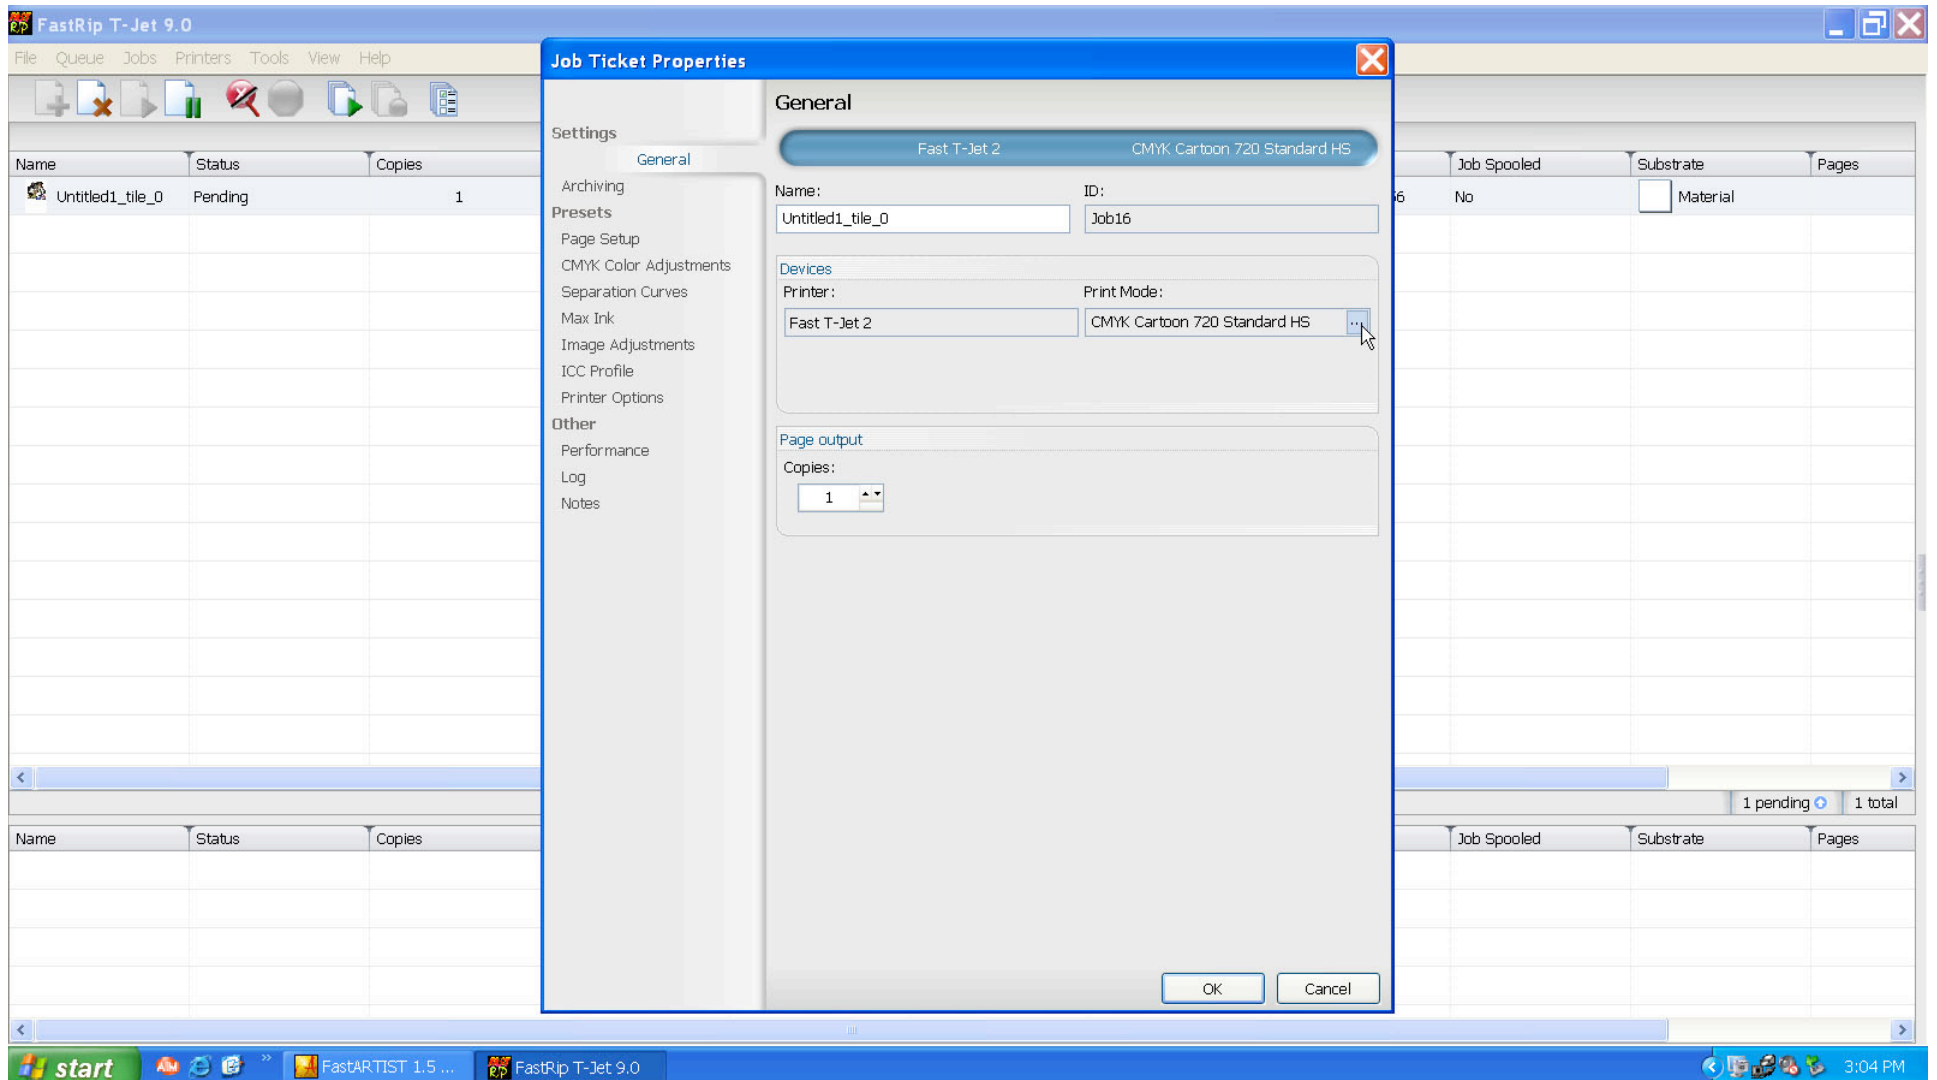 FastRip T-Jet 9.0
File Queue Jobs Printers Tools View Help
Job Ticket Properties
General
Settings
General
Archiving
Presets
Page Setup
CMYK Color Adjustments
Separation Curves
Max Ink
Image Adjustments
ICC Profile
Printer Options
Other
Performance
Log
Notes
Fast T-Jet 2 CMYK Cartoon 720 Standard HS
Name: ID:
Untitled1_tile_0 Job16
Devices
Printer: Print Mode:
Fast T-Jet 2 CMYK Cartoon 720 Standard HS ...
Page output
Copies:
1
OK Cancel
Name Status Copies Job Spooled Substrate Pages
Untitled1_tile_0 Pending 1 No Material
1 pending 1 total
Name Status Copies Job Spooled Substrate Pages
start FastARTIST 1.5 ... FastRip T-Jet 9.0 3:04 PM